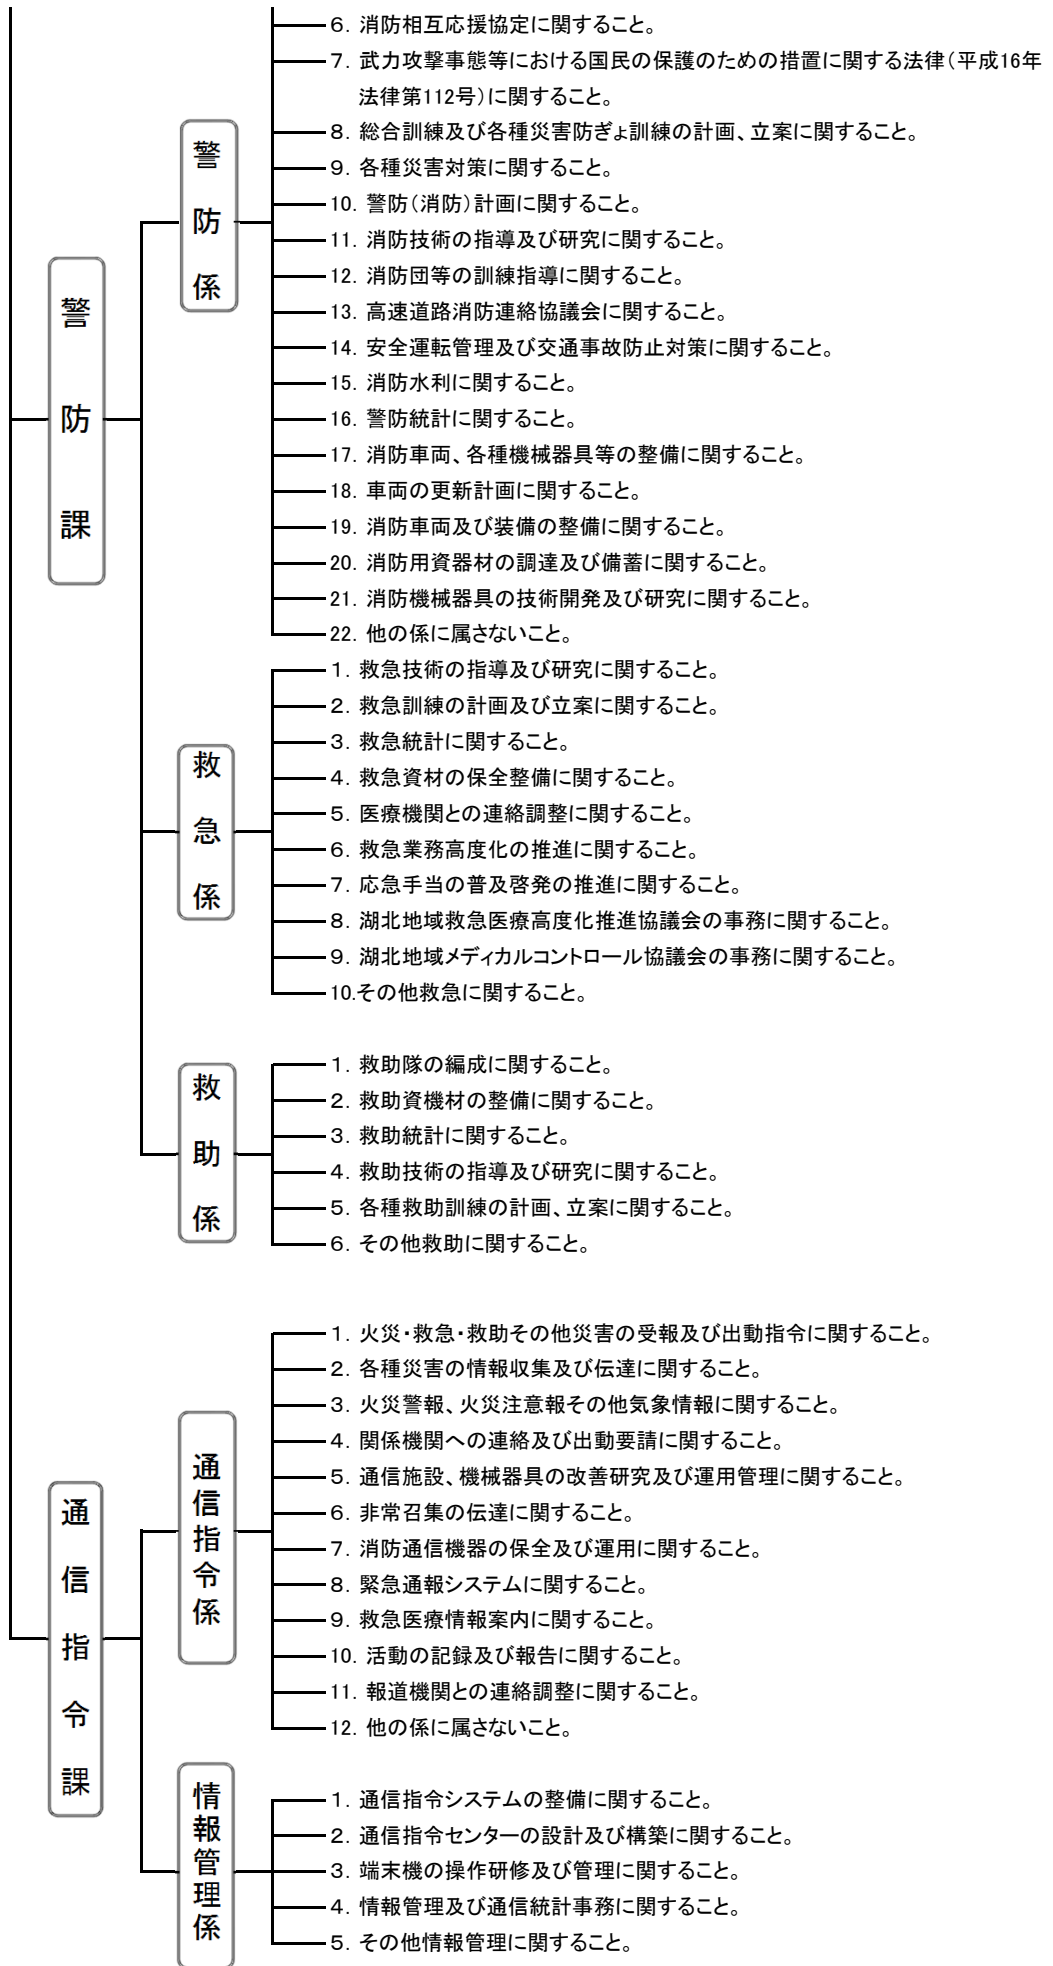 警防課
警防係
6. 消防相互応援協定に関すること。
7. 武力攻撃事態等における国民の保護のための措置に関する法律（平成16年
法律第112号）に関すること。
8. 総合訓練及び各種災害防ぎょ訓練の計画、立案に関すること。
9. 各種災害対策に関すること。
10. 警防（消防）計画に関すること。
11. 消防技術の指導及び研究に関すること。
12. 消防団等の訓練指導に関すること。
13. 高速道路消防連絡協議会に関すること。
14. 安全運転管理及び交通事故防止対策に関すること。
15. 消防水利に関すること。
16. 警防統計に関すること。
17. 消防車両、各種機械器具等の整備に関すること。
18. 車両の更新計画に関すること。
19. 消防車両及び装備の整備に関すること。
20. 消防用資器材の調達及び備蓄に関すること。
21. 消防機械器具の技術開発及び研究に関すること。
22. 他の係に属さないこと。
救急係
1. 救急技術の指導及び研究に関すること。
2. 救急訓練の計画及び立案に関すること。
3. 救急統計に関すること。
4. 救急資材の保全整備に関すること。
5. 医療機関との連絡調整に関すること。
6. 救急業務高度化の推進に関すること。
7. 応急手当の普及啓発の推進に関すること。
8. 湖北地域救急医療高度化推進協議会の事務に関すること。
9. 湖北地域メディカルコントロール協議会の事務に関すること。
10.その他救急に関すること。
救助係
1. 救助隊の編成に関すること。
2. 救助資機材の整備に関すること。
3. 救助統計に関すること。
4. 救助技術の指導及び研究に関すること。
5. 各種救助訓練の計画、立案に関すること。
6. その他救助に関すること。
通信指令課
通信指令係
1. 火災・救急・救助その他災害の受報及び出動指令に関すること。
2. 各種災害の情報収集及び伝達に関すること。
3. 火災警報、火災注意報その他気象情報に関すること。
4. 関係機関への連絡及び出動要請に関すること。
5. 通信施設、機械器具の改善研究及び運用管理に関すること。
6. 非常召集の伝達に関すること。
7. 消防通信機器の保全及び運用に関すること。
8. 緊急通報システムに関すること。
9. 救急医療情報案内に関すること。
10. 活動の記録及び報告に関すること。
11. 報道機関との連絡調整に関すること。
12. 他の係に属さないこと。
情報管理係
1. 通信指令システムの整備に関すること。
2. 通信指令センターの設計及び構築に関すること。
3. 端末機の操作研修及び管理に関すること。
4. 情報管理及び通信統計事務に関すること。
5. その他情報管理に関すること。